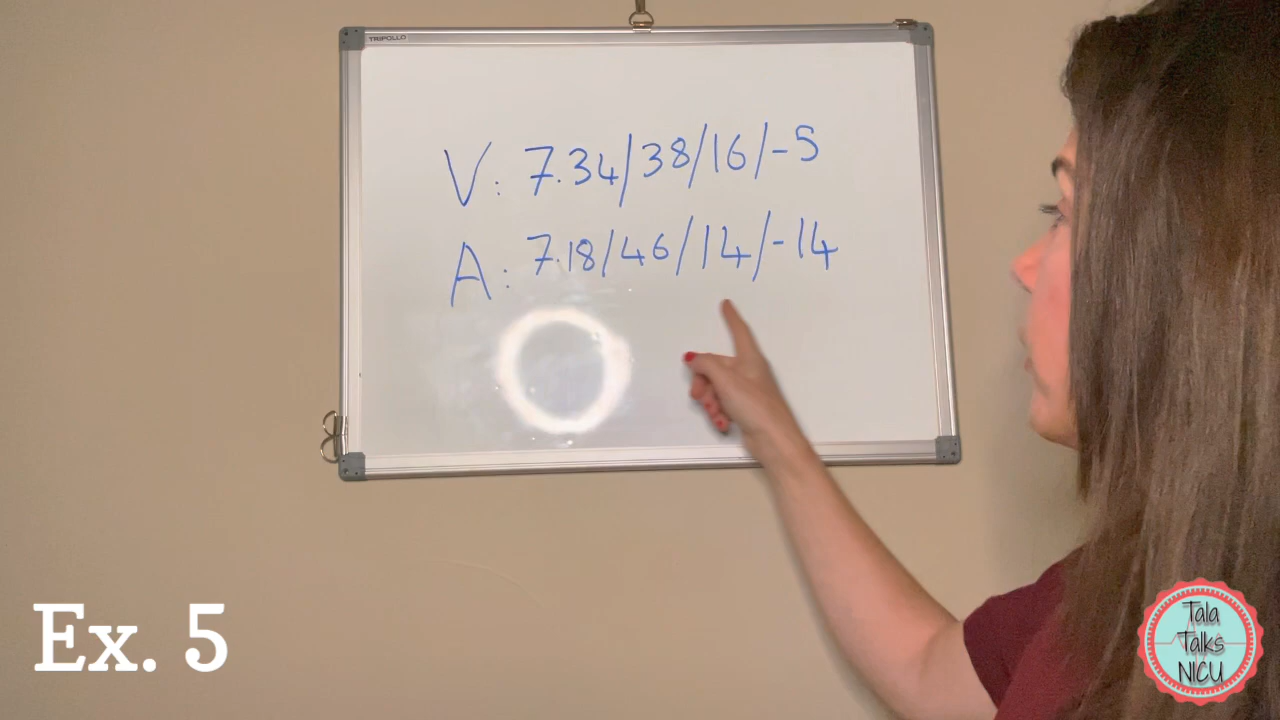 TRIPOLLO
V: 7.34/38/16/-5
A: 7.18/46/14/-14
Ex. 5
Tala
Talks
NICU